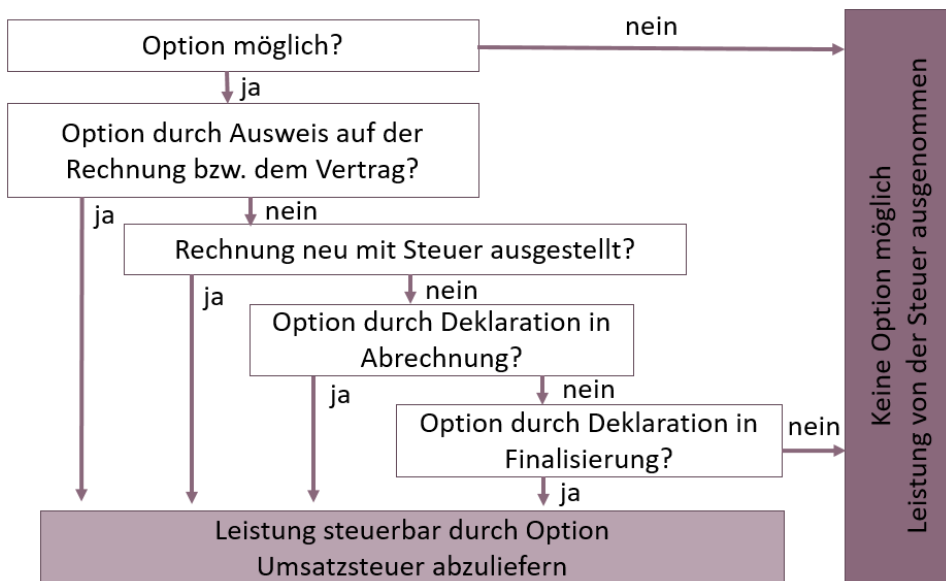 Option möglich?
nein
ja
Option durch Ausweis auf der
Rechnung bzw. dem Vertrag?
ja
nein
Rechnung neu mit Steuer ausgestellt?
ja
nein
Option durch Deklaration in
Abrechnung?
ja
nein
Option durch Deklaration in
Finalisierung?
nein
ja
Leistung steuerbar durch Option
Umsatzsteuer abzuliefern
Keine Option möglich
Leistung von der Steuer ausgenommen